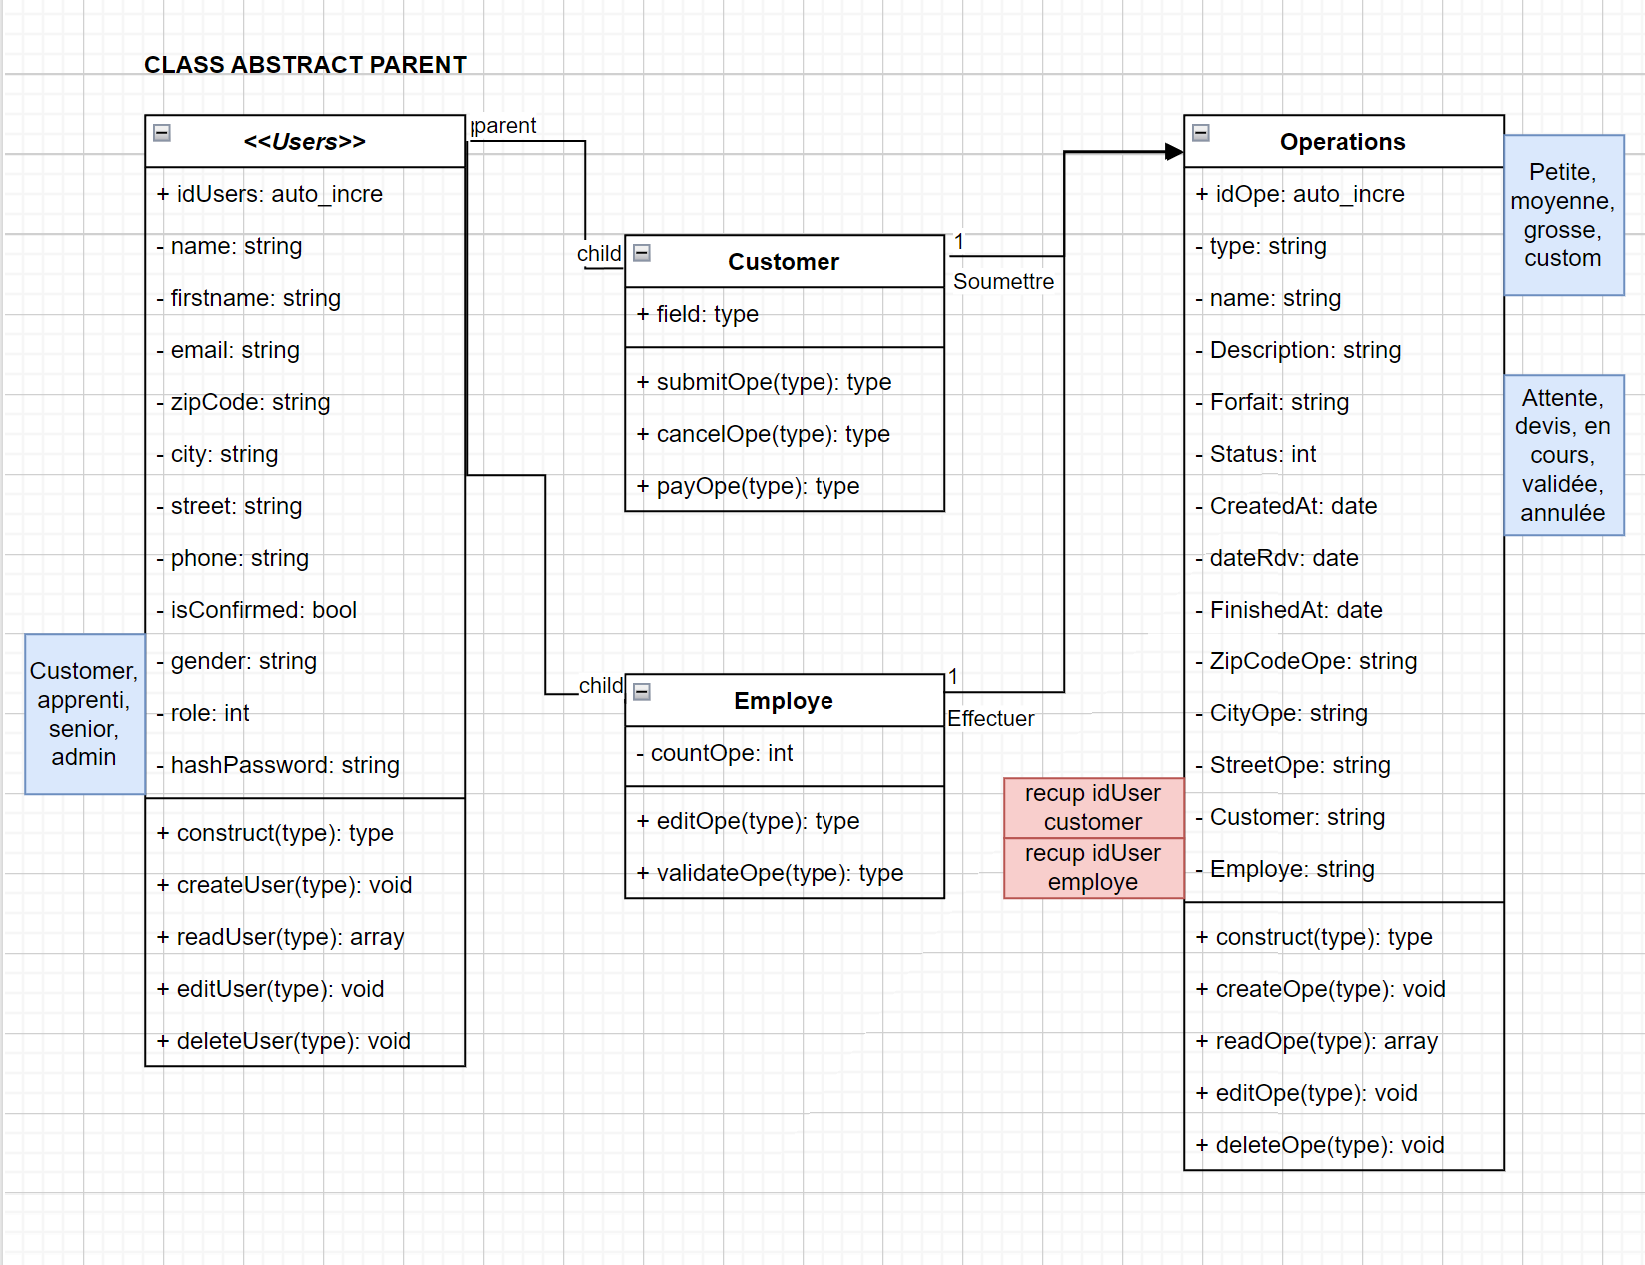 CLASS ABSTRACT PARENT
<<Users>>
+ idUsers: auto_incre
- name: string
- firstname: string
- email: string
- zipCode: string
- city: string
- street: string
- phone: string
- isConfirmed: bool
- gender: string
- role: int
- hashPassword: string
+ construct(type): type
+ createUser(type): void
+ readUser(type): array
+ editUser(type): void
+ deleteUser(type): void
Customer,
apprenti,
senior,
admin
parent
child
Customer
+ field: type
+ submitOpe(type): type
+ cancelOpe(type): type
+ payOpe(type): type
1
Soumettre
child
Employe
- countOpe: int
+ editOpe(type): type
+ validateOpe(type): type
1
Effectuer
Operations
+ idOpe: auto_incre
- type: string
- name: string
- Description: string
- Forfait: string
- Status: int
- CreatedAt: date
- dateRdv: date
- FinishedAt: date
- ZipCodeOpe: string
- CityOpe: string
- StreetOpe: string
- Customer: string
- Employe: string
+ construct(type): type
+ createOpe(type): void
+ readOpe(type): array
+ editOpe(type): void
+ deleteOpe(type): void
Petite,
moyenne,
grosse,
custom
Attente,
devis, en
cours,
validée,
annulée
recup idUser
customer
recup idUser
employe